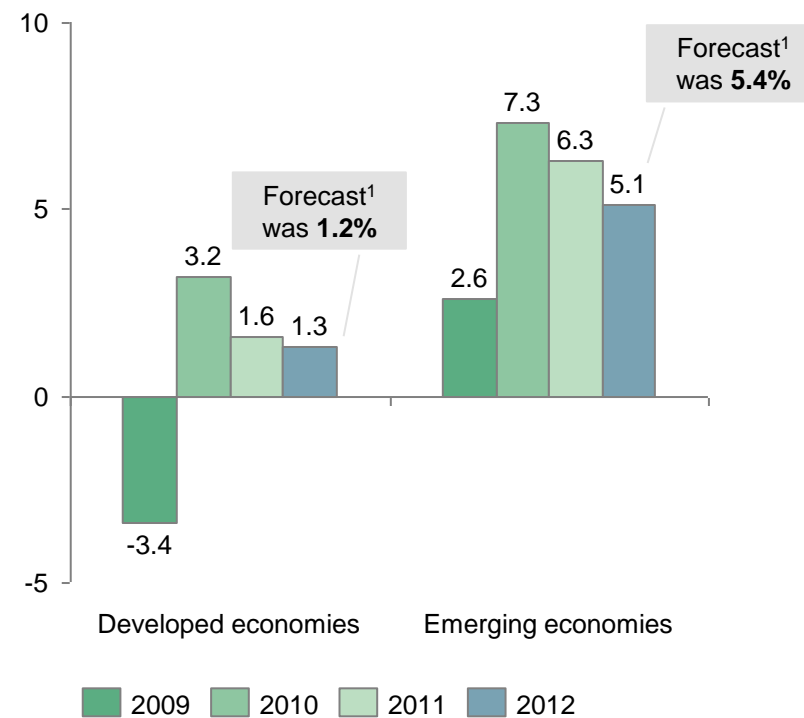 10
Forecast¹
was 5.4%
7.3
6.3
5.1
Forecast¹
was 1.2%
5
3.2
2.6
1.6
1.3
0
-3.4
-5
Developed economies
Emerging economies
2009
2010
2011
2012